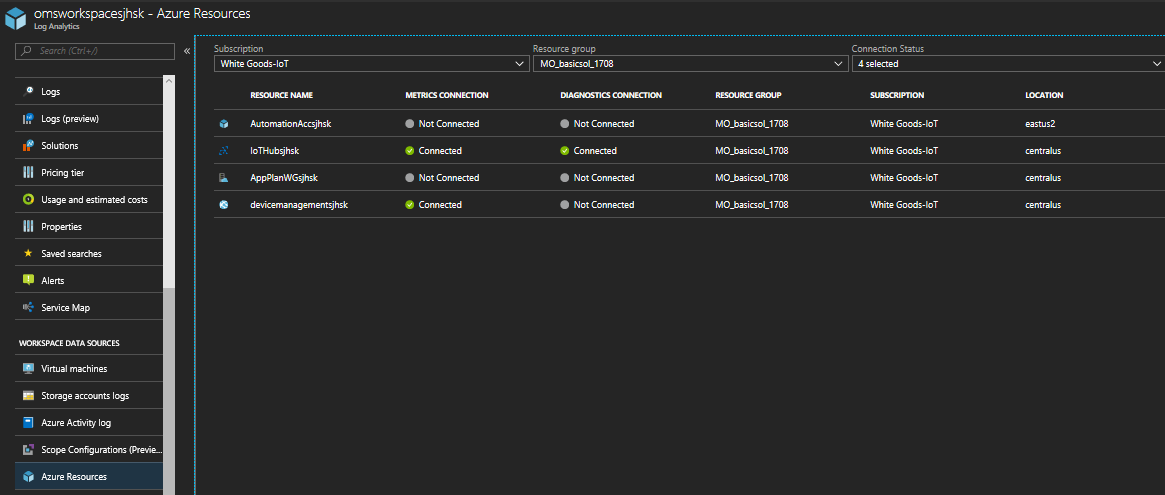 omsworkspacesjhsk - Azure Resources
Log Analytics
Search (Ctrl+/)
«
Logs
Logs (preview)
Solutions
Pricing tier
Usage and estimated costs
Properties
Saved searches
Alerts
Service Map
WORKSPACE DATA SOURCES
Virtual machines
Storage accounts logs
Azure Activity log
Scope Configurations (Previe...
Azure Resources
Subscription Resource group Connection Status
White Goods-IoT MO_basicsol_1708 4 selected
RESOURCE NAME METRICS CONNECTION DIAGNOSTICS CONNECTION RESOURCE GROUP SUBSCRIPTION LOCATION
AutomationAccsjhsk Not Connected Not Connected MO_basicsol_1708 White Goods-IoT eastus2
IoTHubsjhsk Connected Connected MO_basicsol_1708 White Goods-IoT centralus
AppPlanWGsjhsk Not Connected Not Connected MO_basicsol_1708 White Goods-IoT centralus
devicemanagementsjhsk Connected Not Connected MO_basicsol_1708 White Goods-IoT centralus